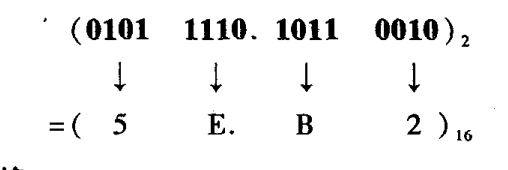 (0101 1110. 1011 0010)₂
↓ ↓ ↓ ↓
=( 5 E. B 2 )₁₆